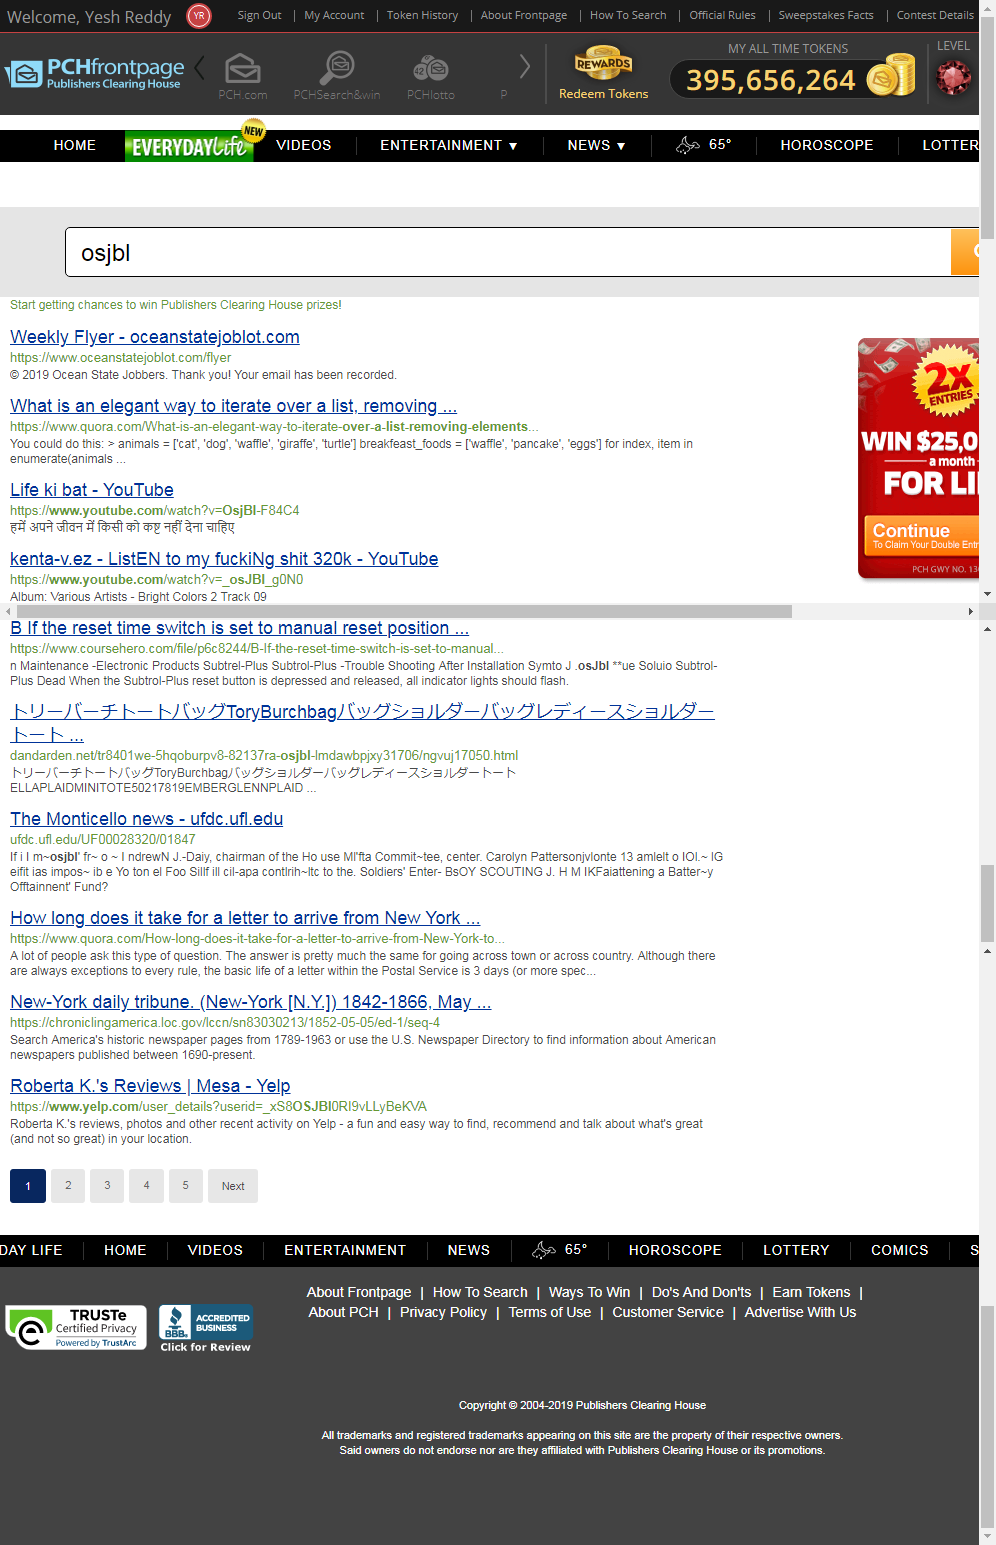 Welcome, Yesh Reddy YR Sign Out | My Account | Token History | About Frontpage | How To Search | Official Rules | Sweepstakes Facts | Contest Details
PCHfrontpage
Publishers Clearing House
PCH.com PCHSearch&win 42 PCHlotto P
REWARDS
Redeem Tokens
MY ALL TIME TOKENS
395,656,264
LEVEL
HOME EVERYDAY Life NEW VIDEOS ENTERTAINMENT ▼ NEWS ▼ 65° HOROSCOPE LOTTER
osjbl
Start getting chances to win Publishers Clearing House prizes!
Weekly Flyer - oceanstatejoblot.com
https://www.oceanstatejoblot.com/flyer
© 2019 Ocean State Jobbers. Thank you! Your email has been recorded.
What is an elegant way to iterate over a list, removing ...
https://www.quora.com/What-is-an-elegant-way-to-iterate-over-a-list-removing-elements...
You could do this: > animals = ['cat', 'dog', 'waffle', 'giraffe', 'turtle'] breakfeast_foods = ['waffle', 'pancake', 'eggs'] for index, item in
enumerate(animals ...
Life ki bat - YouTube
https://www.youtube.com/watch?v=OsjBl-F84C4
हमें अपने जीवन में किसी को कष्ट नहीं देना चाहिए
kenta-v.ez - ListEN to my fuckiNg shit 320k - YouTube
https://www.youtube.com/watch?v=_osJBl_g0N0
Album: Various Artists - Bright Colors 2 Track 09
2X
ENTRIES
WIN $25,0
a month
FOR LI
Continue
To Claim Your Double Entr
PCH GWY NO. 13
B If the reset time switch is set to manual reset position ...
https://www.coursehero.com/file/p6c8244/B-If-the-reset-time-switch-is-set-to-manual...
n Maintenance -Electronic Products Subtrel-Plus Subtrol-Plus -Trouble Shooting After Installation Symto J .osJbl **ue Soluio Subtrol-
Plus Dead When the Subtrol-Plus reset button is depressed and released, all indicator lights should flash.
トリーバーチトートバッグToryBurchbagバッグショルダーバッグレディースショルダー
トート ...
dandarden.net/tr8401we-5hqoburpv8-82137ra-osjbl-lmdawbpjxy31706/ngvuj17050.html
トリーバーチトートバッグToryBurchbagバッグショルダーバッグレディースショルダートート
ELLAPLAIDMINITOTE50217819EMBERGLENNPLAID ...
The Monticello news - ufdc.ufl.edu
ufdc.ufl.edu/UF00028320/01847
If i I m~osjbl' fr~ o ~ I ndrewN J.-Daiy, chairman of the Ho use Ml'fta Commit~tee, center. Carolyn Pattersonjvlonte 13 amlelt o IOl.~ IG
eifit ias impos~ ib e Yo ton el Foo Sillf ill cil-apa contlrih~ltc to the. Soldiers' Enter- BsOY SCOUTING J. H M IKFaiattening a Batter~y
Offtainnent' Fund?
How long does it take for a letter to arrive from New York ...
https://www.quora.com/How-long-does-it-take-for-a-letter-to-arrive-from-New-York-to...
A lot of people ask this type of question. The answer is pretty much the same for going across town or across country. Although there
are always exceptions to every rule, the basic life of a letter within the Postal Service is 3 days (or more spec...
New-York daily tribune. (New-York [N.Y.]) 1842-1866, May ...
https://chroniclingamerica.loc.gov/lccn/sn83030213/1852-05-05/ed-1/seq-4
Search America's historic newspaper pages from 1789-1963 or use the U.S. Newspaper Directory to find information about American
newspapers published between 1690-present.
Roberta K.'s Reviews | Mesa - Yelp
https://www.yelp.com/user_details?userid=_xS8OSJBl0RI9vLLyBeKVA
Roberta K.'s reviews, photos and other recent activity on Yelp - a fun and easy way to find, recommend and talk about what's great
(and not so great) in your location.
1 2 3 4 5 Next
DAY LIFE HOME VIDEOS ENTERTAINMENT NEWS 65° HOROSCOPE LOTTERY COMICS S
About Frontpage | How To Search | Ways To Win | Do's And Don'ts | Earn Tokens |
About PCH | Privacy Policy | Terms of Use | Customer Service | Advertise With Us
TRUSTe
Certified Privacy
Powered by TrustArc
BBB. ACCREDITED
BUSINESS
Click for Review
Copyright © 2004-2019 Publishers Clearing House
All trademarks and registered trademarks appearing on this site are the property of their respective owners.
Said owners do not endorse nor are they affiliated with Publishers Clearing House or its promotions.